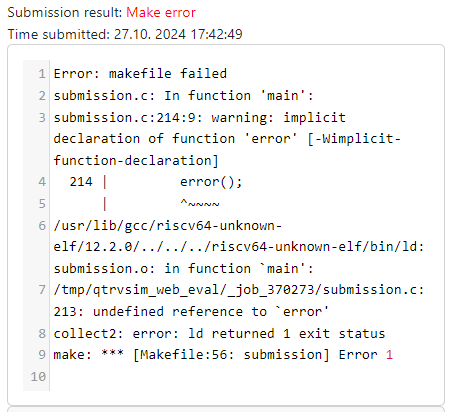 Submission result: Make error
Time submitted: 27.10. 2024 17:42:49
1 Error: makefile failed
2 submission.c: In function 'main':
3 submission.c:214:9: warning: implicit
declaration of function 'error' [-Wimplicit-
function-declaration]
4   214 |         error();
5       |         ^~~~~
6 /usr/lib/gcc/riscv64-unknown-
elf/12.2.0/../../../riscv64-unknown-elf/bin/ld:
submission.o: in function `main':
7 /tmp/qtrvsim_web_eval/_job_370273/submission.c:
213: undefined reference to `error'
8 collect2: error: ld returned 1 exit status
9 make: *** [Makefile:56: submission] Error 1
10